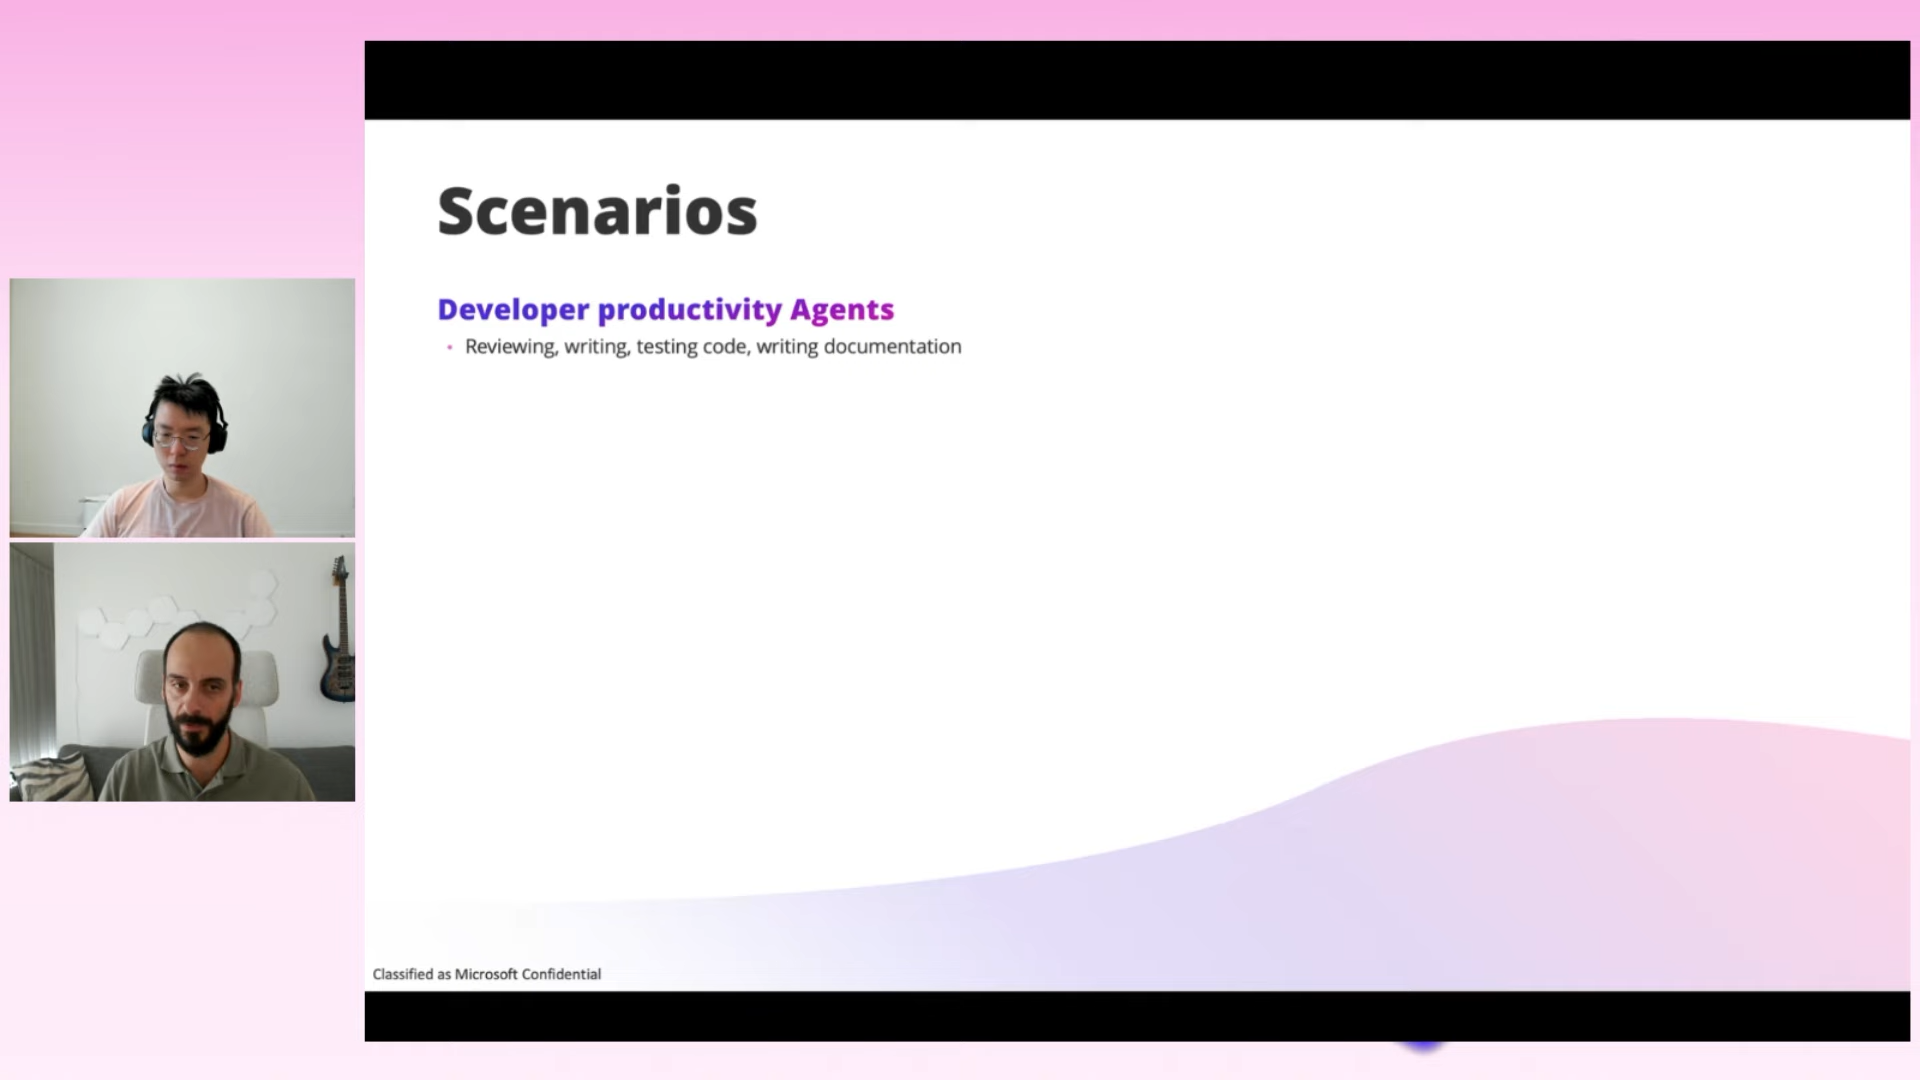 Scenarios
Developer productivity Agents
• Reviewing, writing, testing code, writing documentation
Classified as Microsoft Confidential